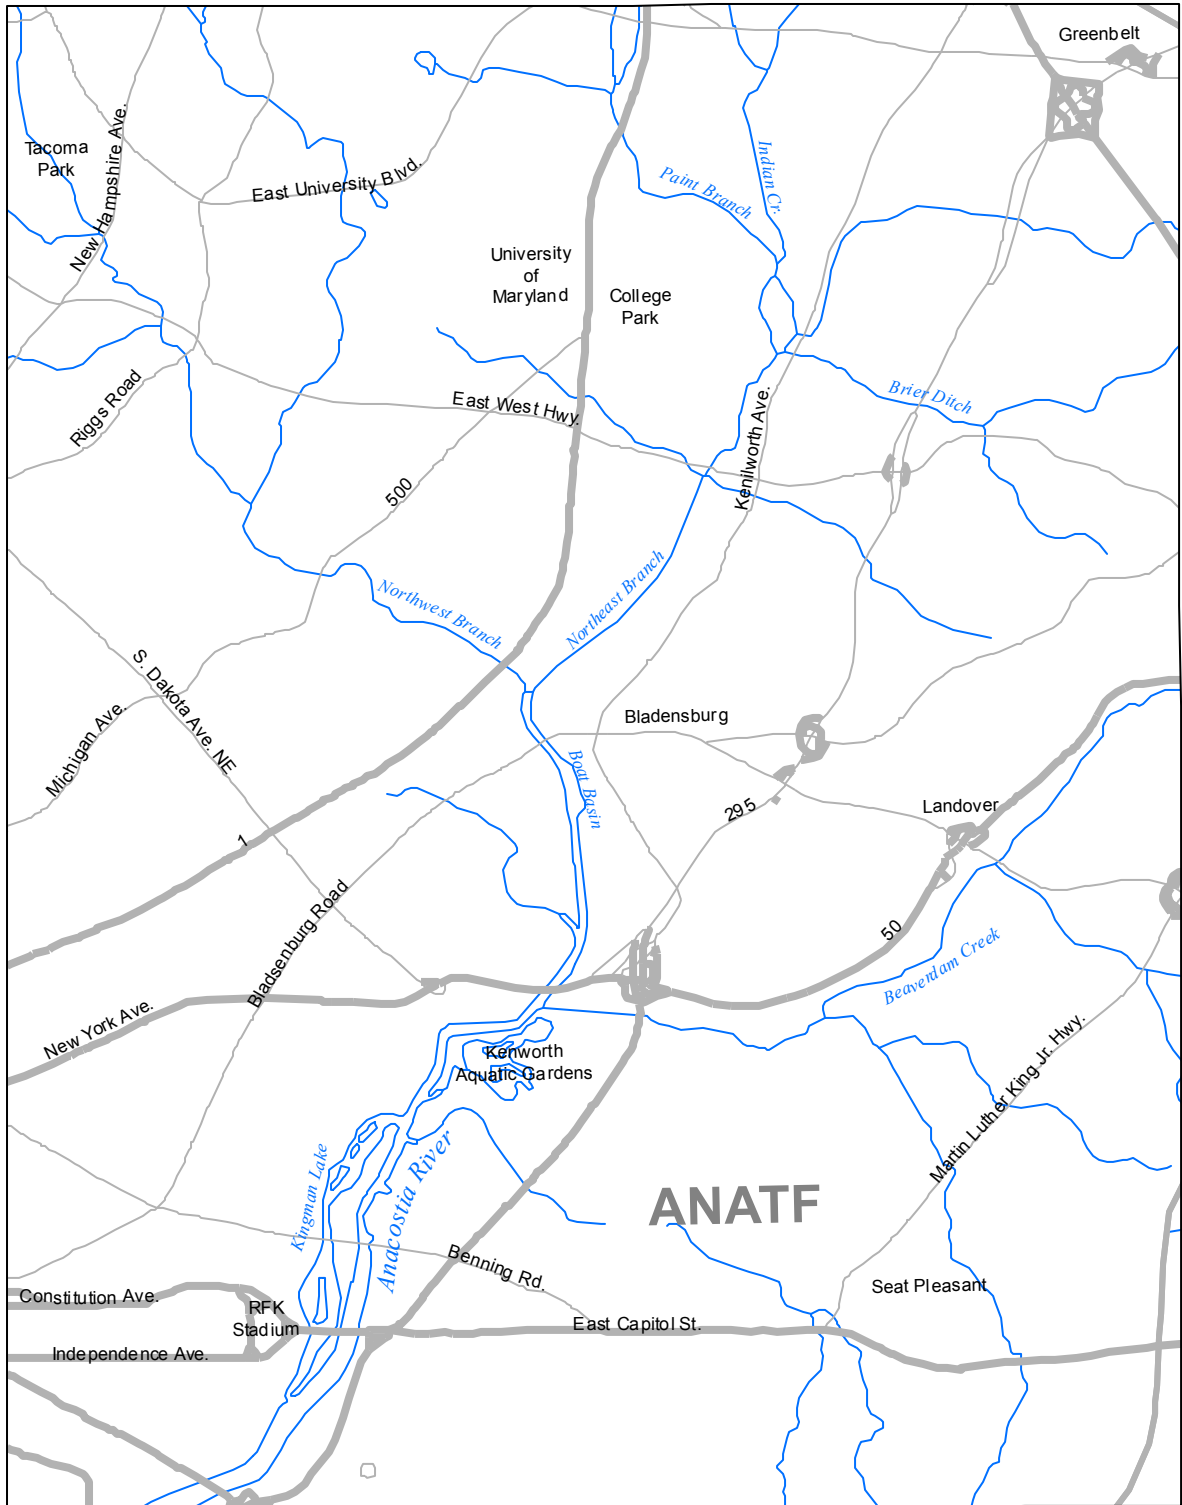 Greenbelt
Tacoma
Park
New Hampshire Ave.
East University Blvd.
Indian Cr.
Paint Branch
University
of
Maryland
College
Park
Riggs Road
East West Hwy.
Kenilworth Ave.
Brier Ditch
500
Northwest Branch
Northeast Branch
S. Dakota Ave. NE
Michigan Ave.
Bladensburg
Boat Basin
295
Landover
1
Bladsenburg Road
50
Beaverdam Creek
New York Ave.
Kenworth
Aquatic Gardens
Martin Luther King Jr. Hwy.
Kingman Lake
Anacostia River
ANATF
Benning Rd.
Seat Pleasant
Constitution Ave.
RFK
Stadium
East Capitol St.
Independence Ave.